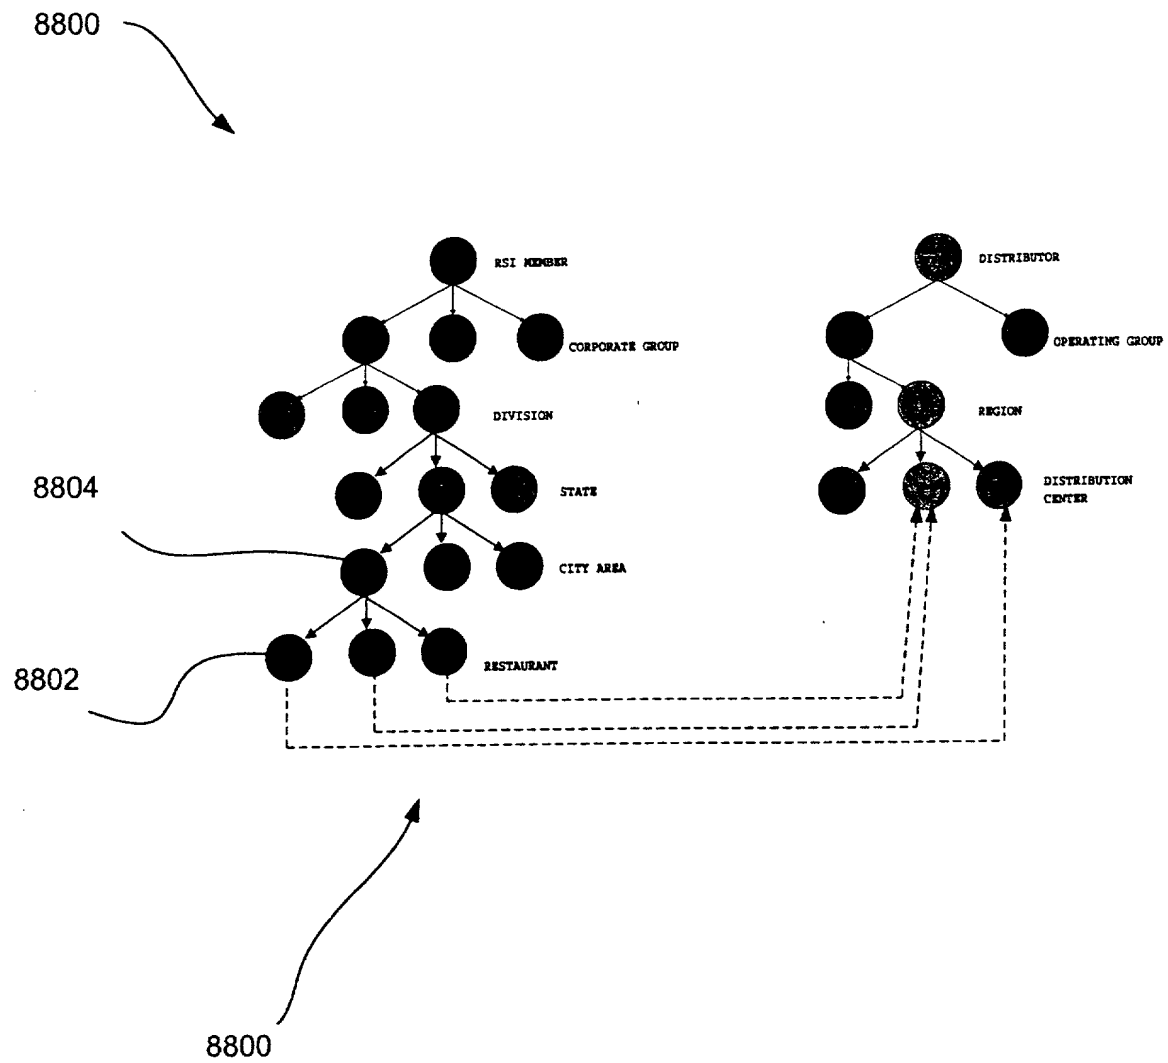 8800
RSI MEMBER
DISTRIBUTOR
CORPORATE GROUP
OPERATING GROUP
DIVISION
REGION
8804
STATE
DISTRIBUTION
CENTER
CITY AREA
8802
RESTAURANT
8800